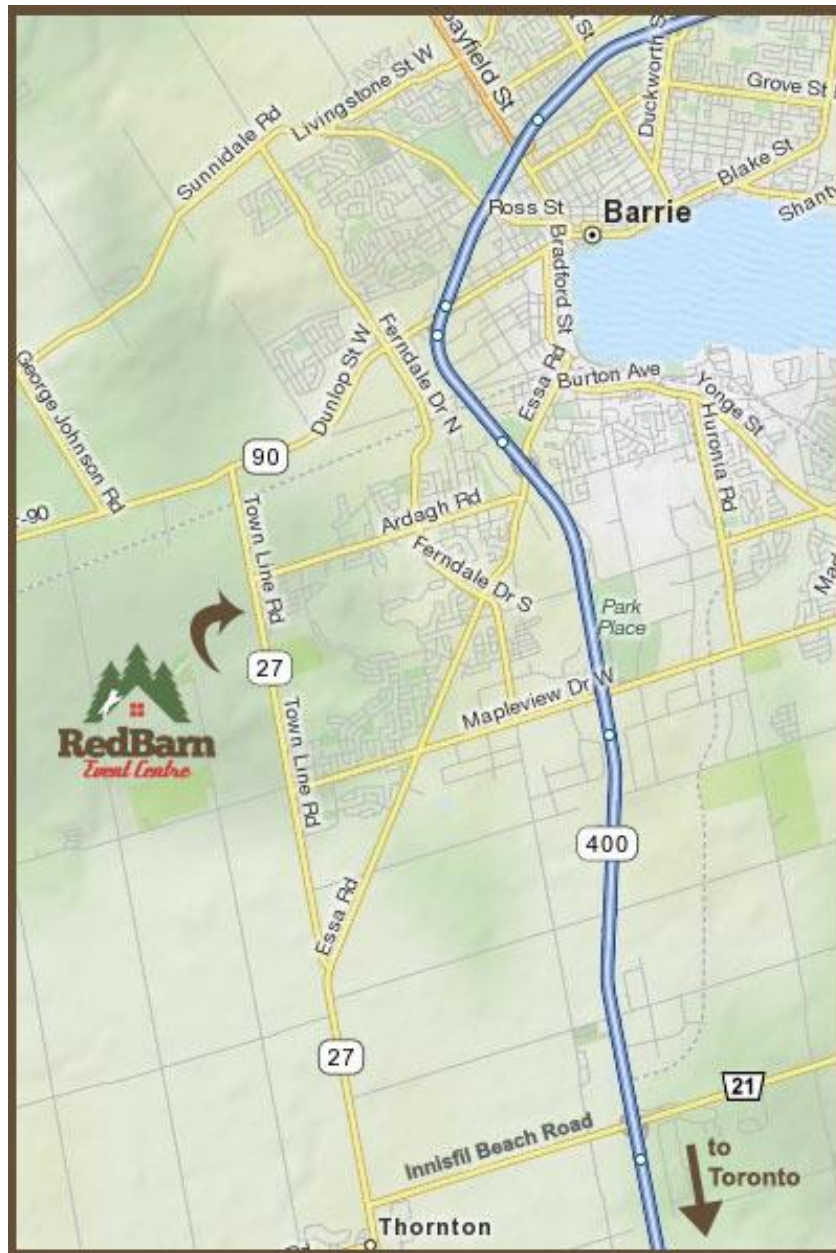 Bayfield St
Duckworth St
Grove St
Livingstone St W
Sunnidale Rd
Blake St
Ross St
Barrie
Bradford St
Ferndale Dr N
Dunlop St W
George Johnson Rd
Essa Rd
Burton Ave
Yonge St
Huronia Rd
90
-90
Town Line Rd
Ardagh Rd
Ferndale Dr S
Park
Place
27
RedBarn
Event Centre
Mapleview Dr W
Town Line Rd
400
Essa Rd
27
21
Innisfil Beach Road
to
Toronto
Thornton